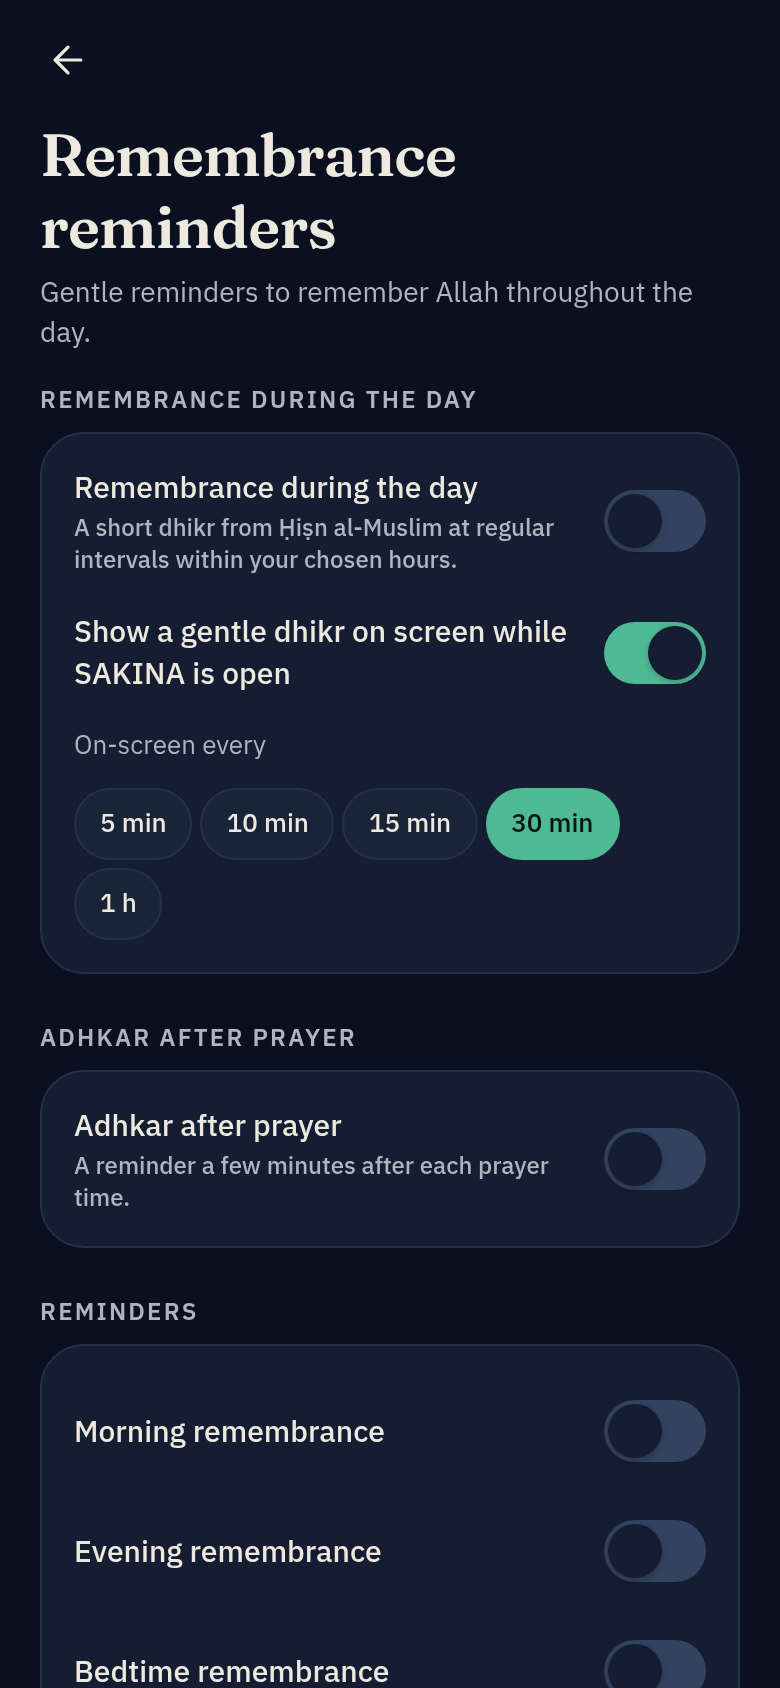 Remembrance
reminders
Gentle reminders to remember Allah throughout the
day.
REMEMBRANCE DURING THE DAY
Remembrance during the day
A short dhikr from Ḥiṣn al-Muslim at regular
intervals within your chosen hours.
Show a gentle dhikr on screen while
SAKINA is open
On-screen every
5 min
10 min
15 min
30 min
1 h
ADHKAR AFTER PRAYER
Adhkar after prayer
A reminder a few minutes after each prayer
time.
REMINDERS
Morning remembrance
Evening remembrance
Bedtime remembrance